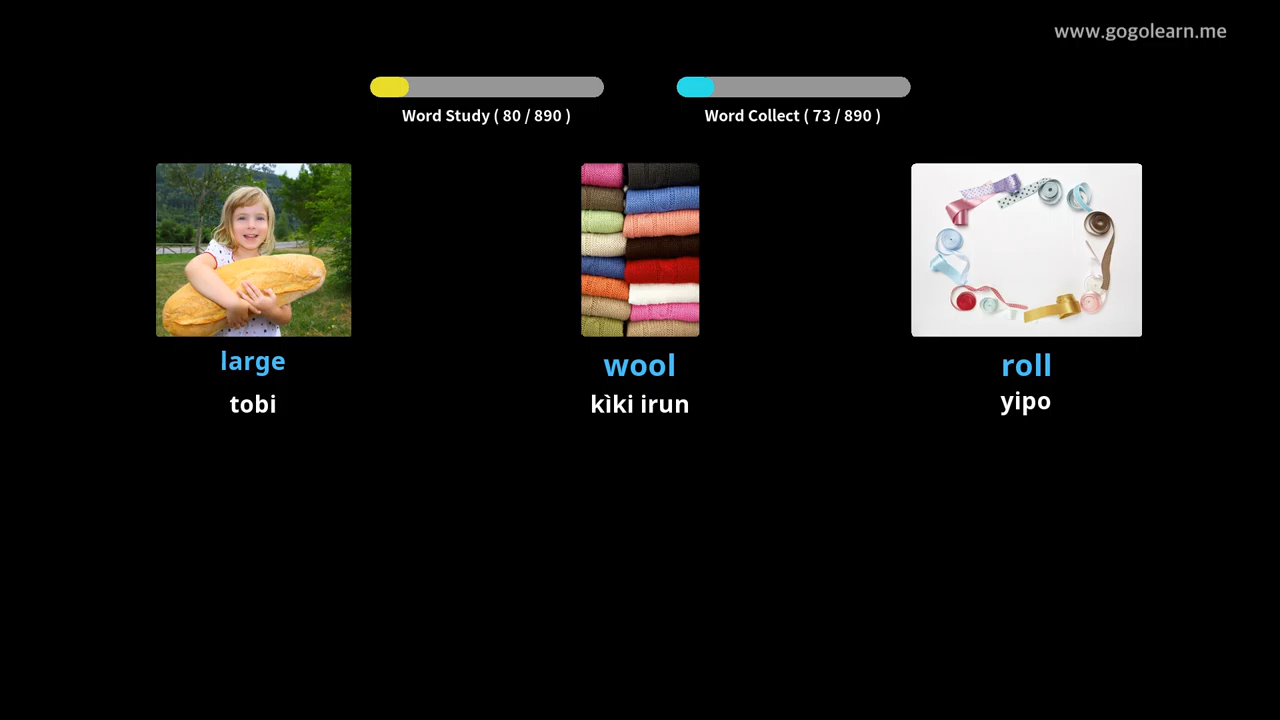 www.gogolearn.me
Word Study ( 80 / 890 )
Word Collect ( 73 / 890 )
large
wool
roll
tobi
kìki irun
yipo